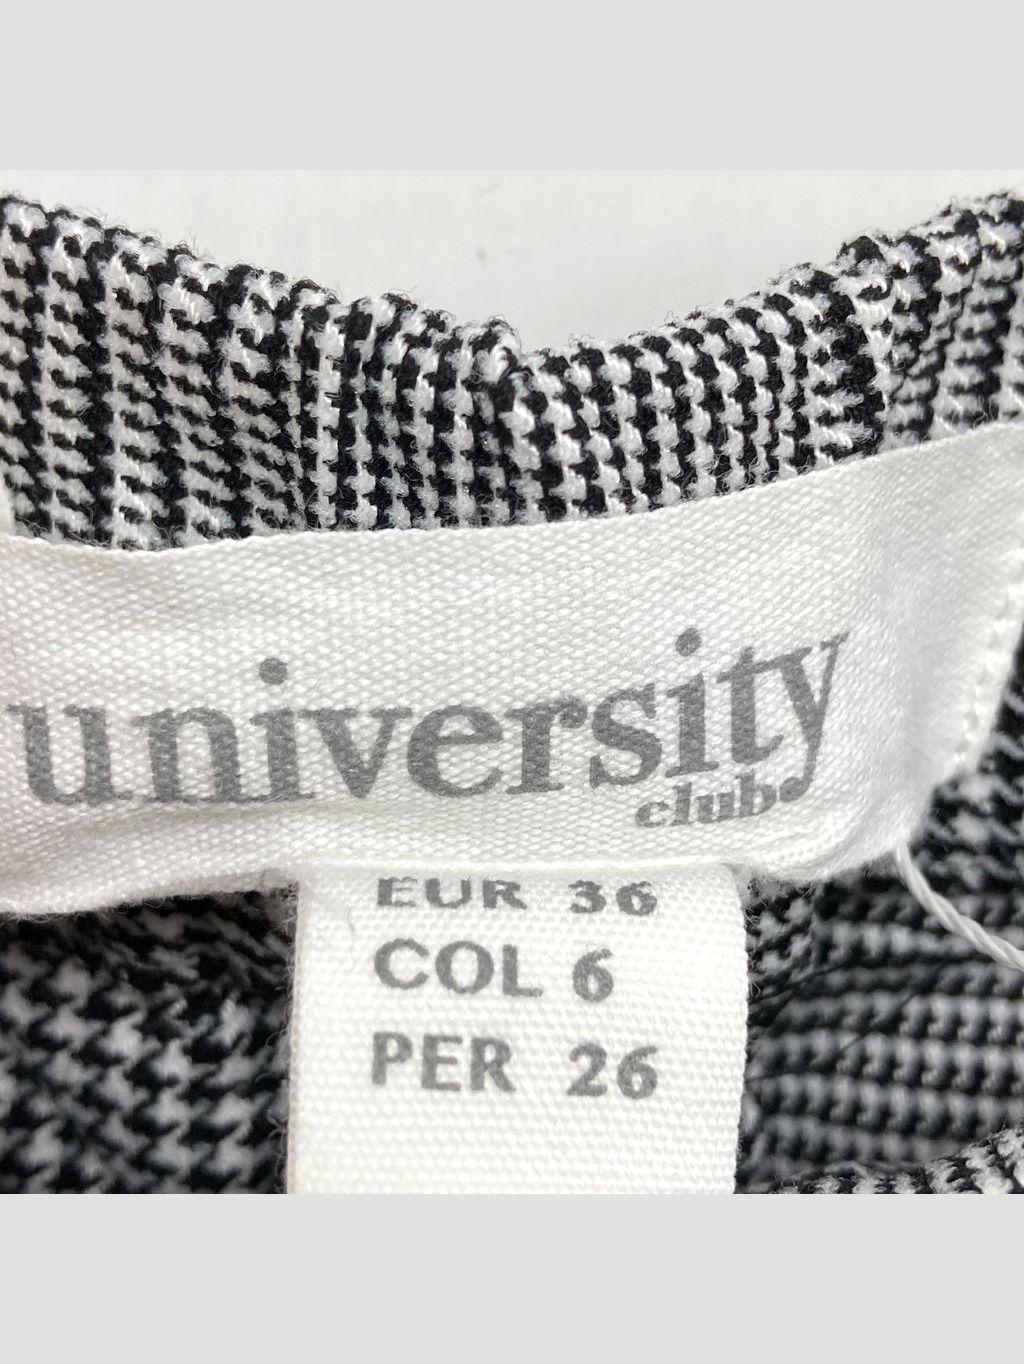 university
club
EUR 36
COL 6
PER 26